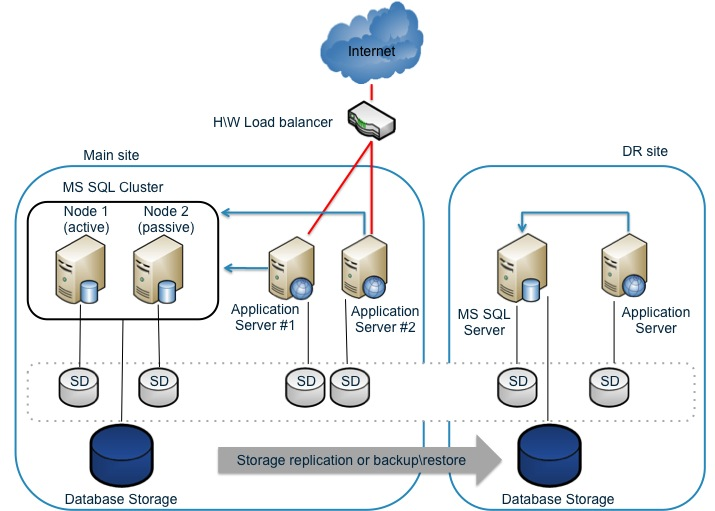 Internet
H\W Load balancer
Main site
DR site
MS SQL Cluster
Node 1
(active)
Node 2
(passive)
Application
Server #1
Application
Server #2
MS SQL
Server
Application
Server
SD
SD
SD
SD
SD
SD
Storage replication or backup\restore
Database Storage
Database Storage